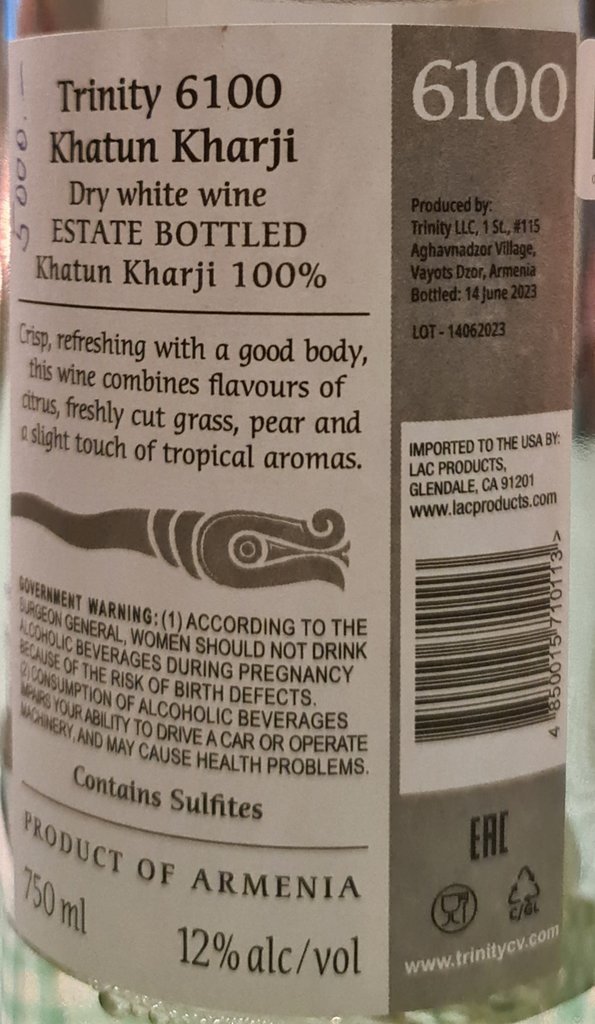 Trinity 6100
Khatun Kharji
Dry white wine
ESTATE BOTTLED
Khatun Kharji 100%
Crisp, refreshing with a good body,
this wine combines flavours of
citrus, freshly cut grass, pear and
a slight touch of tropical aromas.
GOVERNMENT WARNING: (1) ACCORDING TO THE
SURGEON GENERAL, WOMEN SHOULD NOT DRINK
ALCOHOLIC BEVERAGES DURING PREGNANCY
BECAUSE OF THE RISK OF BIRTH DEFECTS.
(2) CONSUMPTION OF ALCOHOLIC BEVERAGES
IMPAIRS YOUR ABILITY TO DRIVE A CAR OR OPERATE
MACHINERY, AND MAY CAUSE HEALTH PROBLEMS.
Contains Sulfites
PRODUCT OF ARMENIA
750 ml
12% alc/vol
5000.1
6100
Produced by:
Trinity LLC, 1 St., #115
Aghavnadzor Village,
Vayots Dzor, Armenia
Bottled: 14 June 2023
LOT - 14062023
IMPORTED TO THE USA BY:
LAC PRODUCTS,
GLENDALE, CA 91201
www.lacproducts.com
4 850015 710113 >
EAC
C/GL
www.trinitycv.com